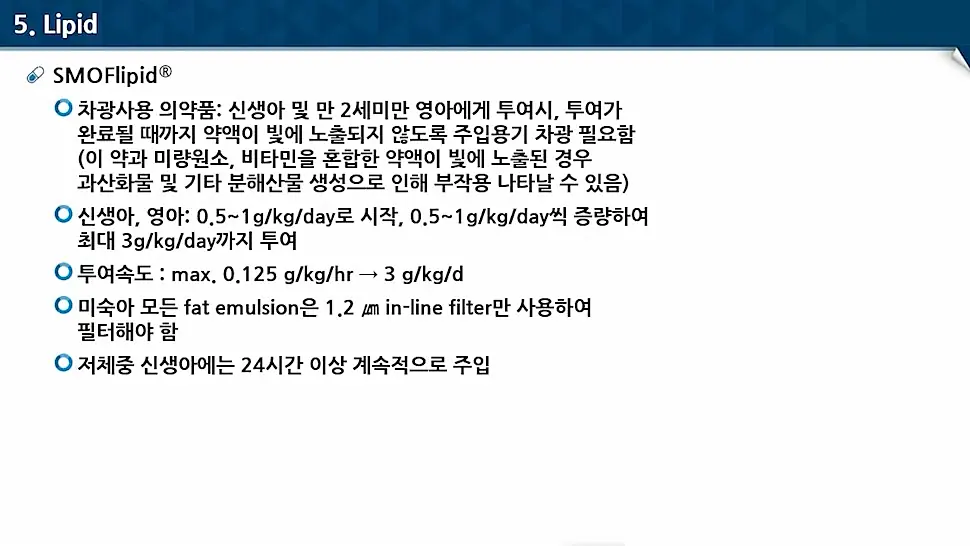 5. Lipid
SMOFlipid®
차광사용 의약품: 신생아 및 만 2세미만 영아에게 투여시, 투여가
완료될 때까지 약액이 빛에 노출되지 않도록 주입용기 차광 필요함
(이 약과 미량원소, 비타민을 혼합한 약액이 빛에 노출된 경우
과산화물 및 기타 분해산물 생성으로 인해 부작용 나타날 수 있음)
신생아, 영아: 0.5~1g/kg/day로 시작, 0.5~1g/kg/day씩 증량하여
최대 3g/kg/day까지 투여
투여속도 : max. 0.125 g/kg/hr → 3 g/kg/d
미숙아 모든 fat emulsion은 1.2 ㎛ in-line filter만 사용하여
필터해야 함
저체중 신생아에는 24시간 이상 계속적으로 주입